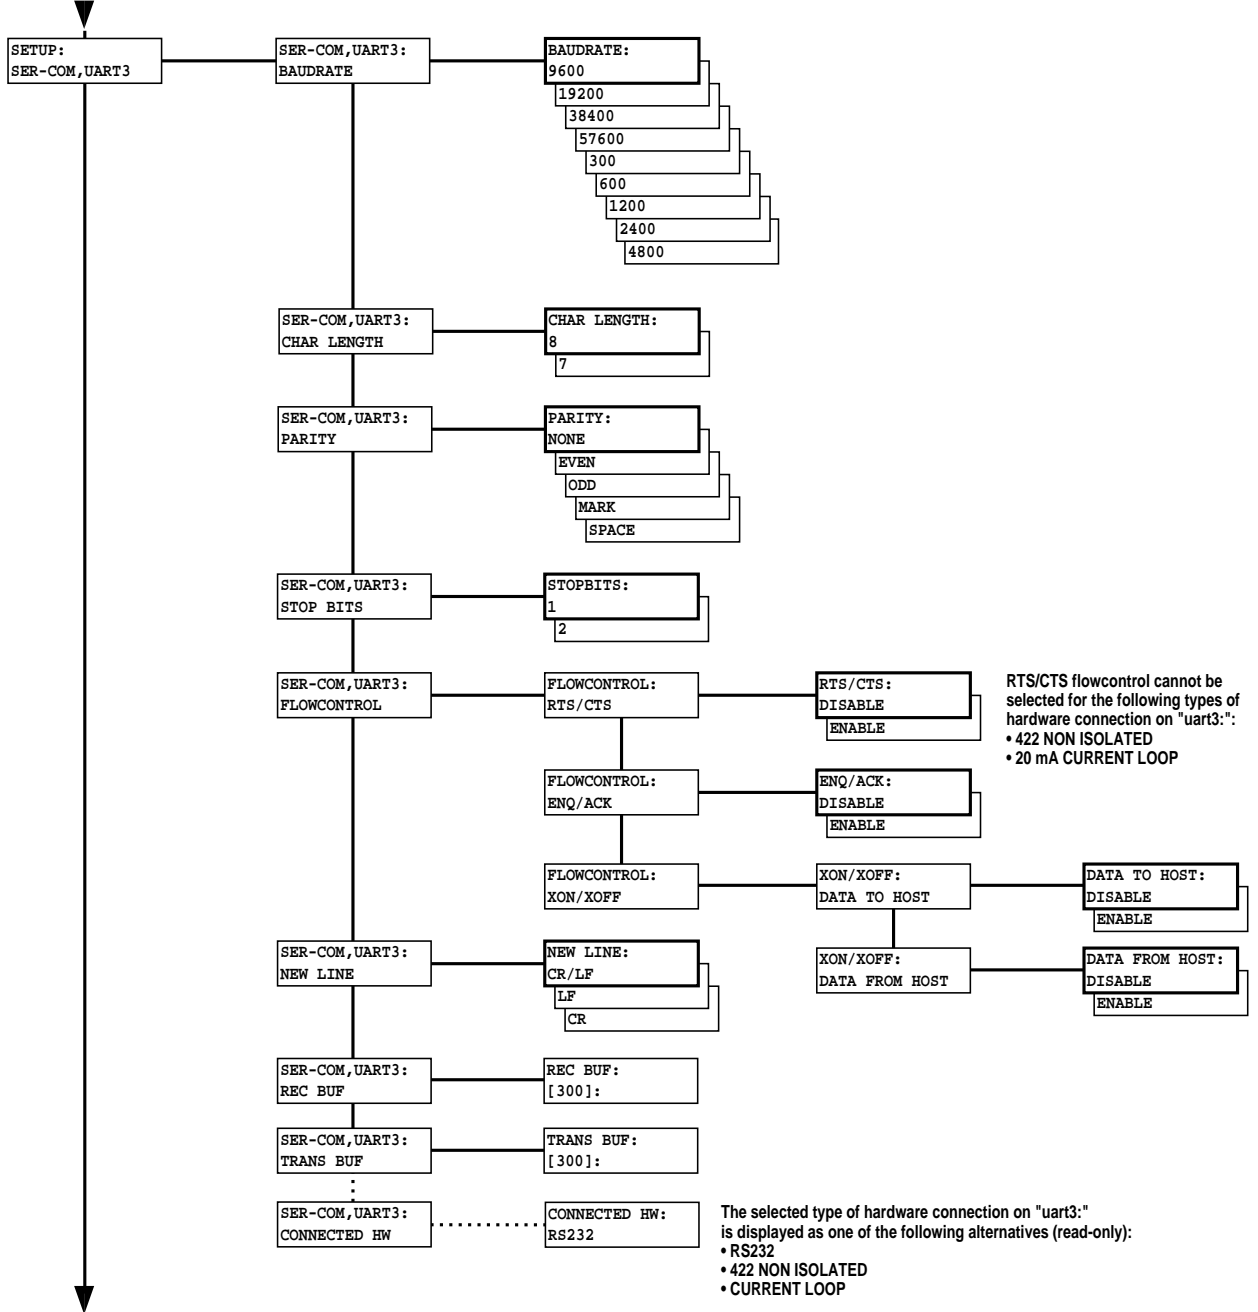 SETUP:
SER-COM,UART3
SER-COM,UART3:
BAUDRATE
BAUDRATE:
9600
19200
38400
57600
300
600
1200
2400
4800
SER-COM,UART3:
CHAR LENGTH
CHAR LENGTH:
8
7
SER-COM,UART3:
PARITY
PARITY:
NONE
EVEN
ODD
MARK
SPACE
SER-COM,UART3:
STOP BITS
STOPBITS:
1
2
SER-COM,UART3:
FLOWCONTROL
FLOWCONTROL:
RTS/CTS
RTS/CTS:
DISABLE
ENABLE
RTS/CTS flowcontrol cannot be
selected for the following types of
hardware connection on "uart3:":
• 422 NON ISOLATED
• 20 mA CURRENT LOOP
FLOWCONTROL:
ENQ/ACK
ENQ/ACK:
DISABLE
ENABLE
FLOWCONTROL:
XON/XOFF
XON/XOFF:
DATA TO HOST
DATA TO HOST:
DISABLE
ENABLE
XON/XOFF:
DATA FROM HOST
DATA FROM HOST:
DISABLE
ENABLE
SER-COM,UART3:
NEW LINE
NEW LINE:
CR/LF
LF
CR
SER-COM,UART3:
REC BUF
REC BUF:
[300]:
SER-COM,UART3:
TRANS BUF
TRANS BUF:
[300]:
SER-COM,UART3:
CONNECTED HW
CONNECTED HW:
RS232
The selected type of hardware connection on "uart3:"
is displayed as one of the following alternatives (read-only):
• RS232
• 422 NON ISOLATED
• CURRENT LOOP